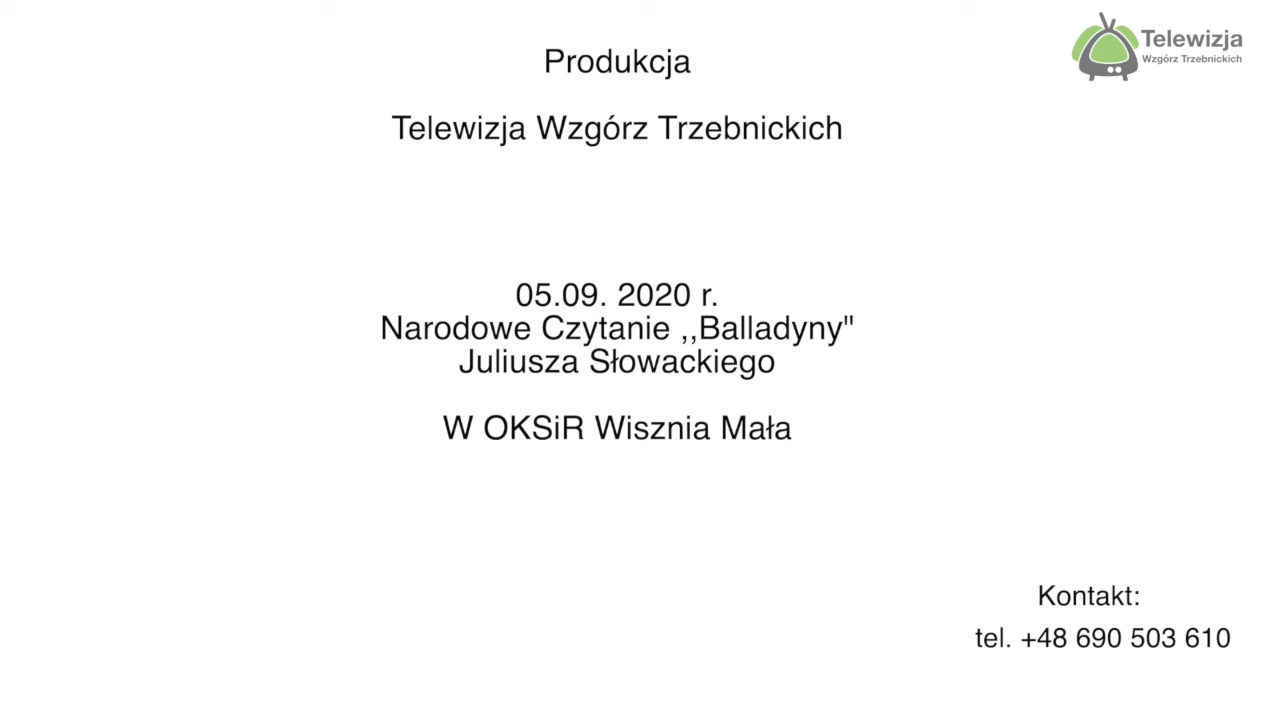 Telewizja
Wzgórz Trzebnickich
Produkcja
Telewizja Wzgórz Trzebnickich
05.09. 2020 r.
Narodowe Czytanie ,,Balladyny"
Juliusza Słowackiego
W OKSiR Wisznia Mała
Kontakt:
tel. +48 690 503 610